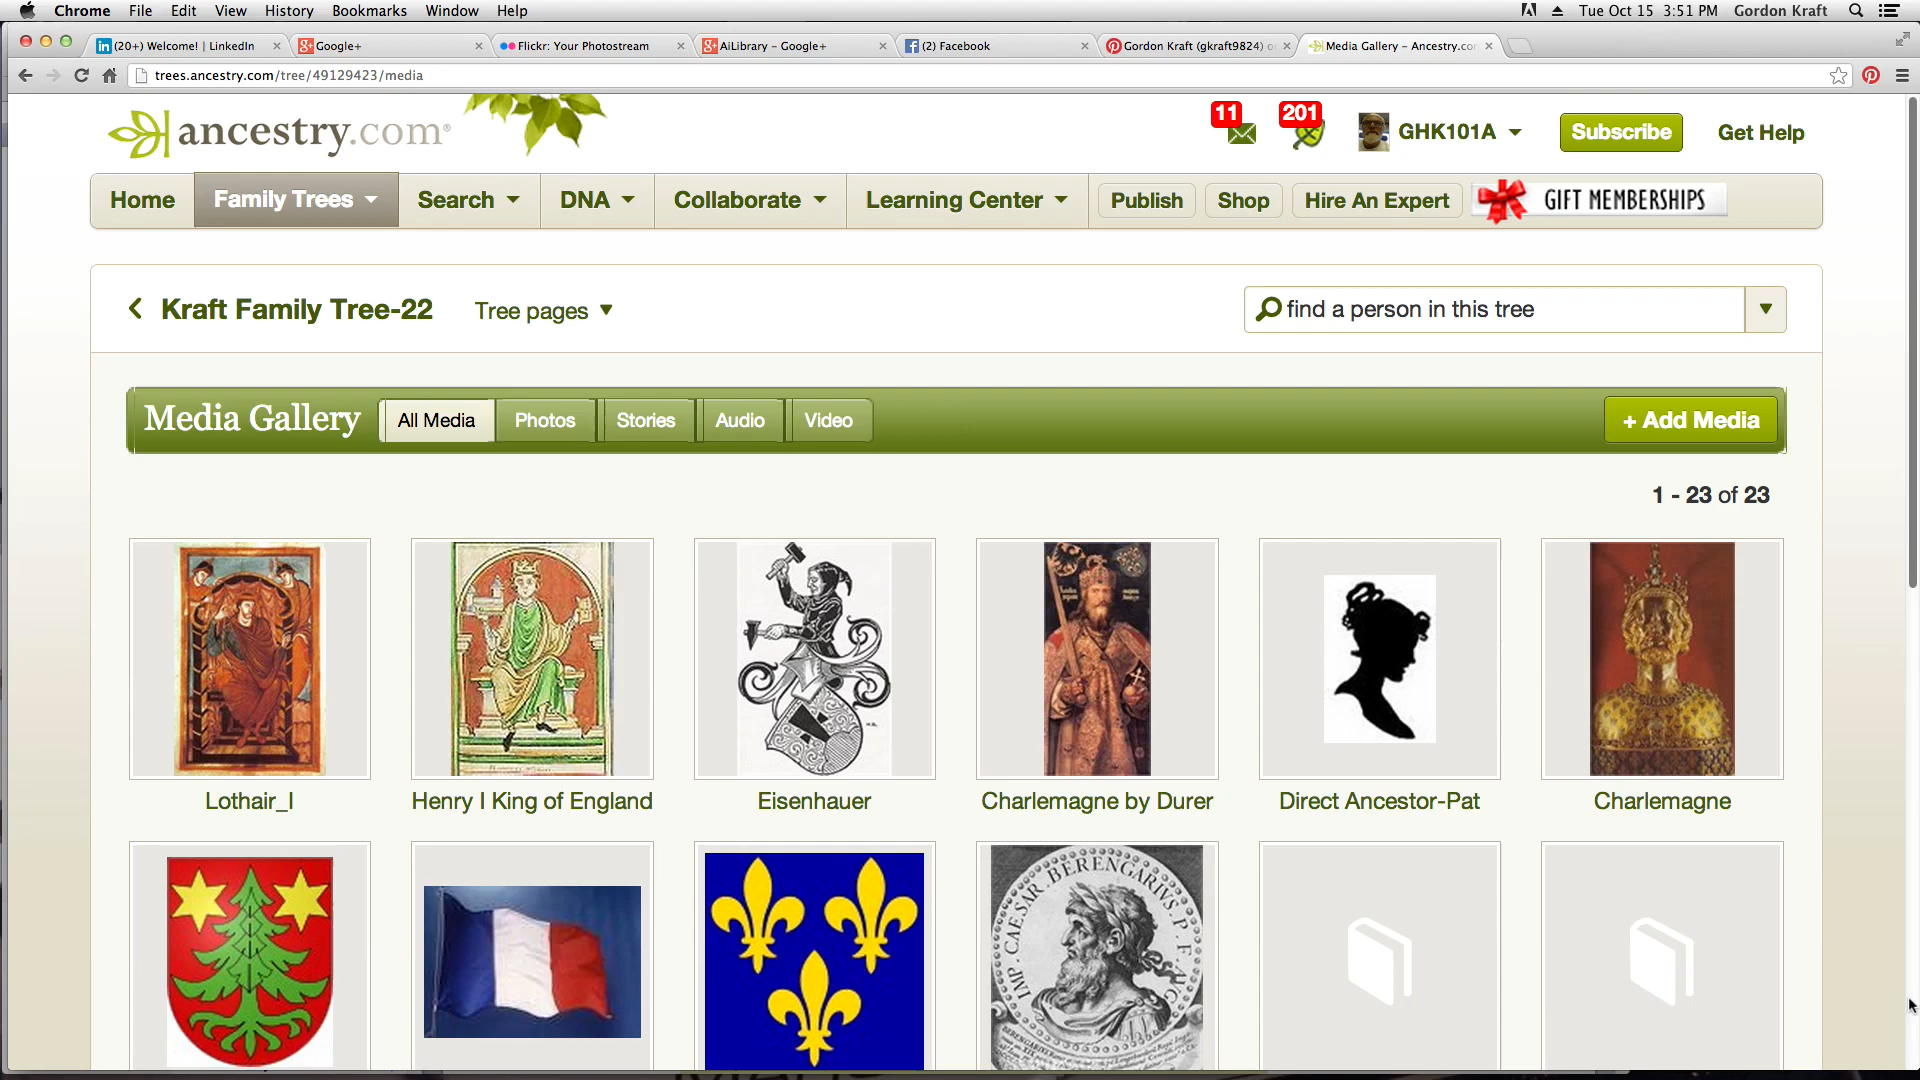 Chrome File Edit View History Bookmarks Window Help Tue Oct 15 3:51 PM Gordon Kraft
(20+) Welcome! | LinkedIn Google+ Flickr: Your Photostream AiLibrary – Google+ (2) Facebook Gordon Kraft (gkraft9824) o Media Gallery – Ancestry.co
trees.ancestry.com/tree/49129423/media
ancestry.com® 11 201 GHK101A Subscribe Get Help
Home Family Trees Search DNA Collaborate Learning Center Publish Shop Hire An Expert GIFT MEMBERSHIPS
Kraft Family Tree-22 Tree pages find a person in this tree
Media Gallery All Media Photos Stories Audio Video + Add Media
1 - 23 of 23
Lothair_I Henry I King of England Eisenhauer Charlemagne by Durer Direct Ancestor-Pat Charlemagne
IMP. CAESAR. BERENGARIVS. P. F. AVG